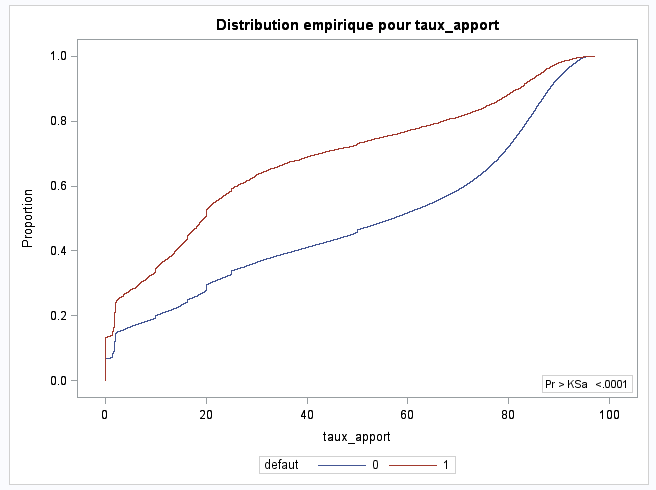 Distribution empirique pour taux_apport
1.0
0.8
0.6
0.4
0.2
0.0
Proportion
Pr > KSa <.0001
0 20 40 60 80 100
taux_apport
defaut 0 1